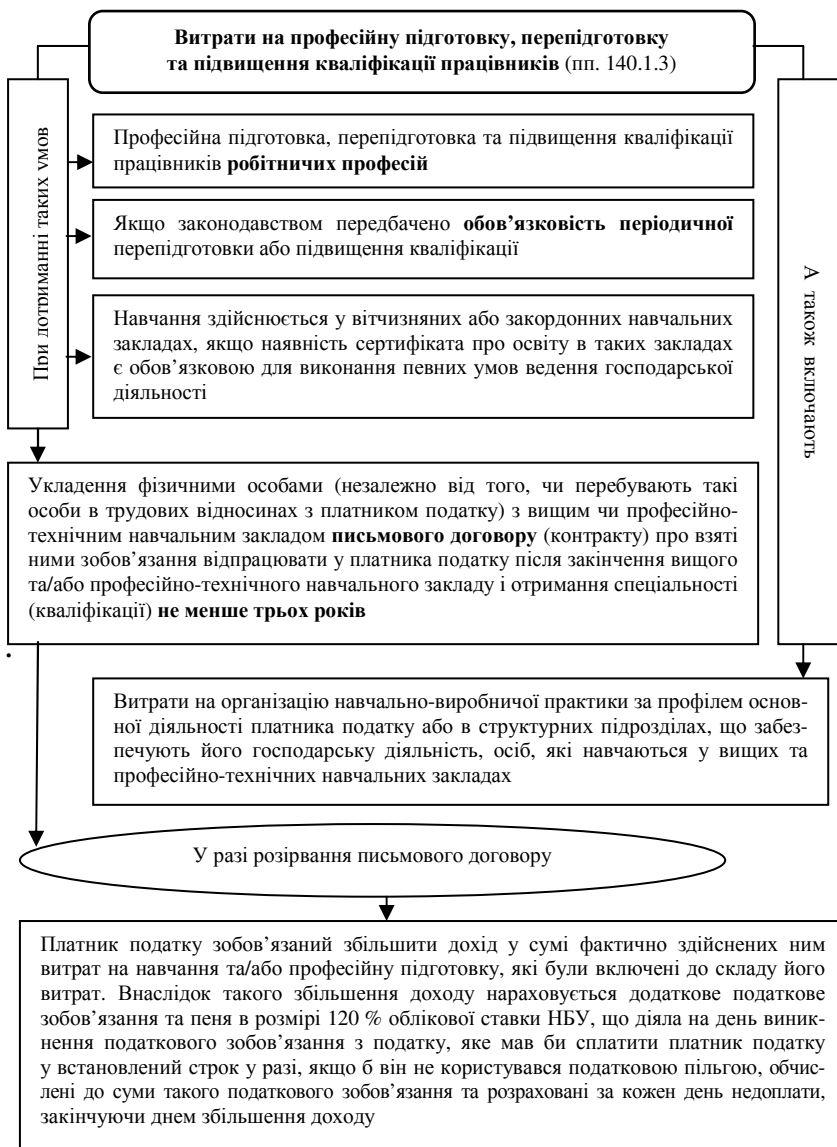 Витрати на професійну підготовку, перепідготовку
та підвищення кваліфікації працівників (пп. 140.1.3)
При дотриманні таких умов
Професійна підготовка, перепідготовка та підвищення кваліфікації
працівників робітничих професій
Якщо законодавством передбачено обов’язковість періодичної
перепідготовки або підвищення кваліфікації
Навчання здійснюється у вітчизняних або закордонних навчальних
закладах, якщо наявність сертифіката про освіту в таких закладах
є обов’язковою для виконання певних умов ведення господарської
діяльності
А також включають
Укладення фізичними особами (незалежно від того, чи перебувають такі
особи в трудових відносинах з платником податку) з вищим чи професійно-
технічним навчальним закладом письмового договору (контракту) про взяті
ними зобов’язання відпрацювати у платника податку після закінчення вищого
та/або професійно-технічного навчального закладу і отримання спеціальності
(кваліфікації) не менше трьох років
.
Витрати на організацію навчально-виробничої практики за профілем основ-
ної діяльності платника податку або в структурних підрозділах, що забез-
печують його господарську діяльність, осіб, які навчаються у вищих та
професійно-технічних навчальних закладах
У разі розірвання письмового договору
Платник податку зобов’язаний збільшити дохід у сумі фактично здійснених ним
витрат на навчання та/або професійну підготовку, які були включені до складу його
витрат. Внаслідок такого збільшення доходу нараховується додаткове податкове
зобов’язання та пеня в розмірі 120 % облікової ставки НБУ, що діяла на день виник-
нення податкового зобов’язання з податку, яке мав би сплатити платник податку
у встановлений строк у разі, якщо б він не користувався податковою пільгою, обчис-
лені до суми такого податкового зобов’язання та розраховані за кожен день недоплати,
закінчуючи днем збільшення доходу